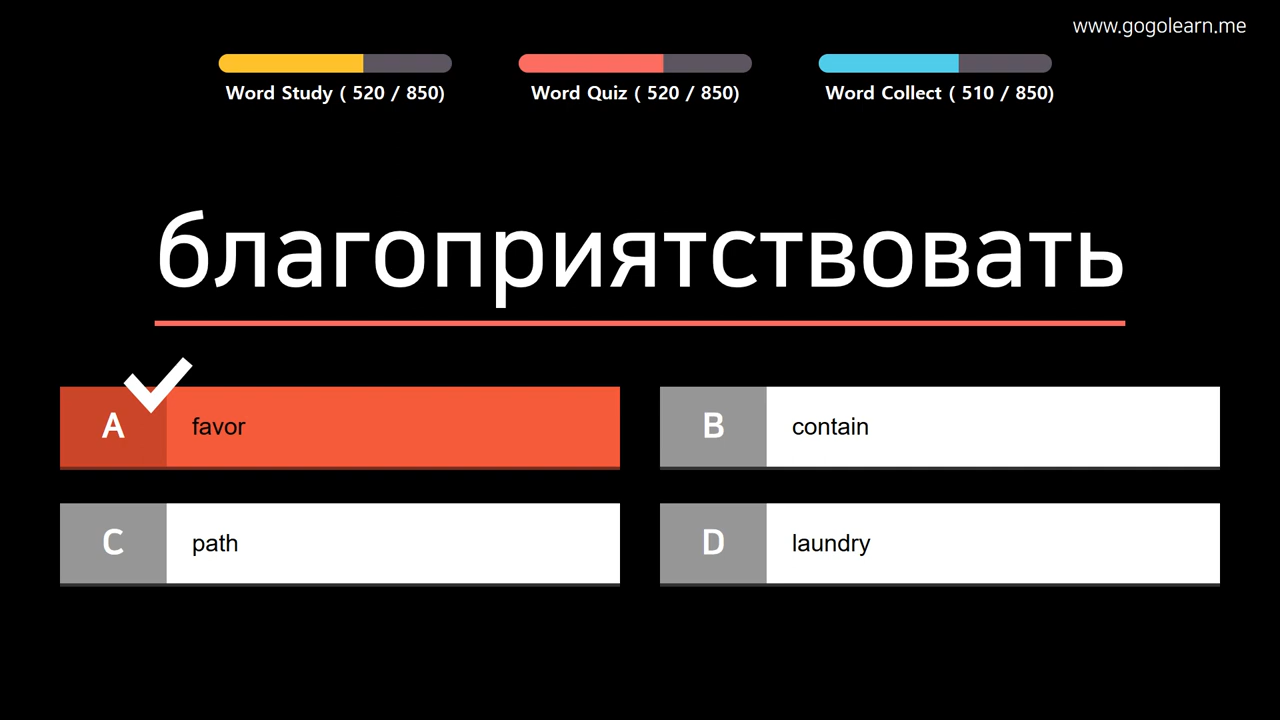 www.gogolearn.me
Word Study ( 520 / 850)
Word Quiz ( 520 / 850)
Word Collect ( 510 / 850)
благоприятствовать
A favor
B contain
C path
D laundry